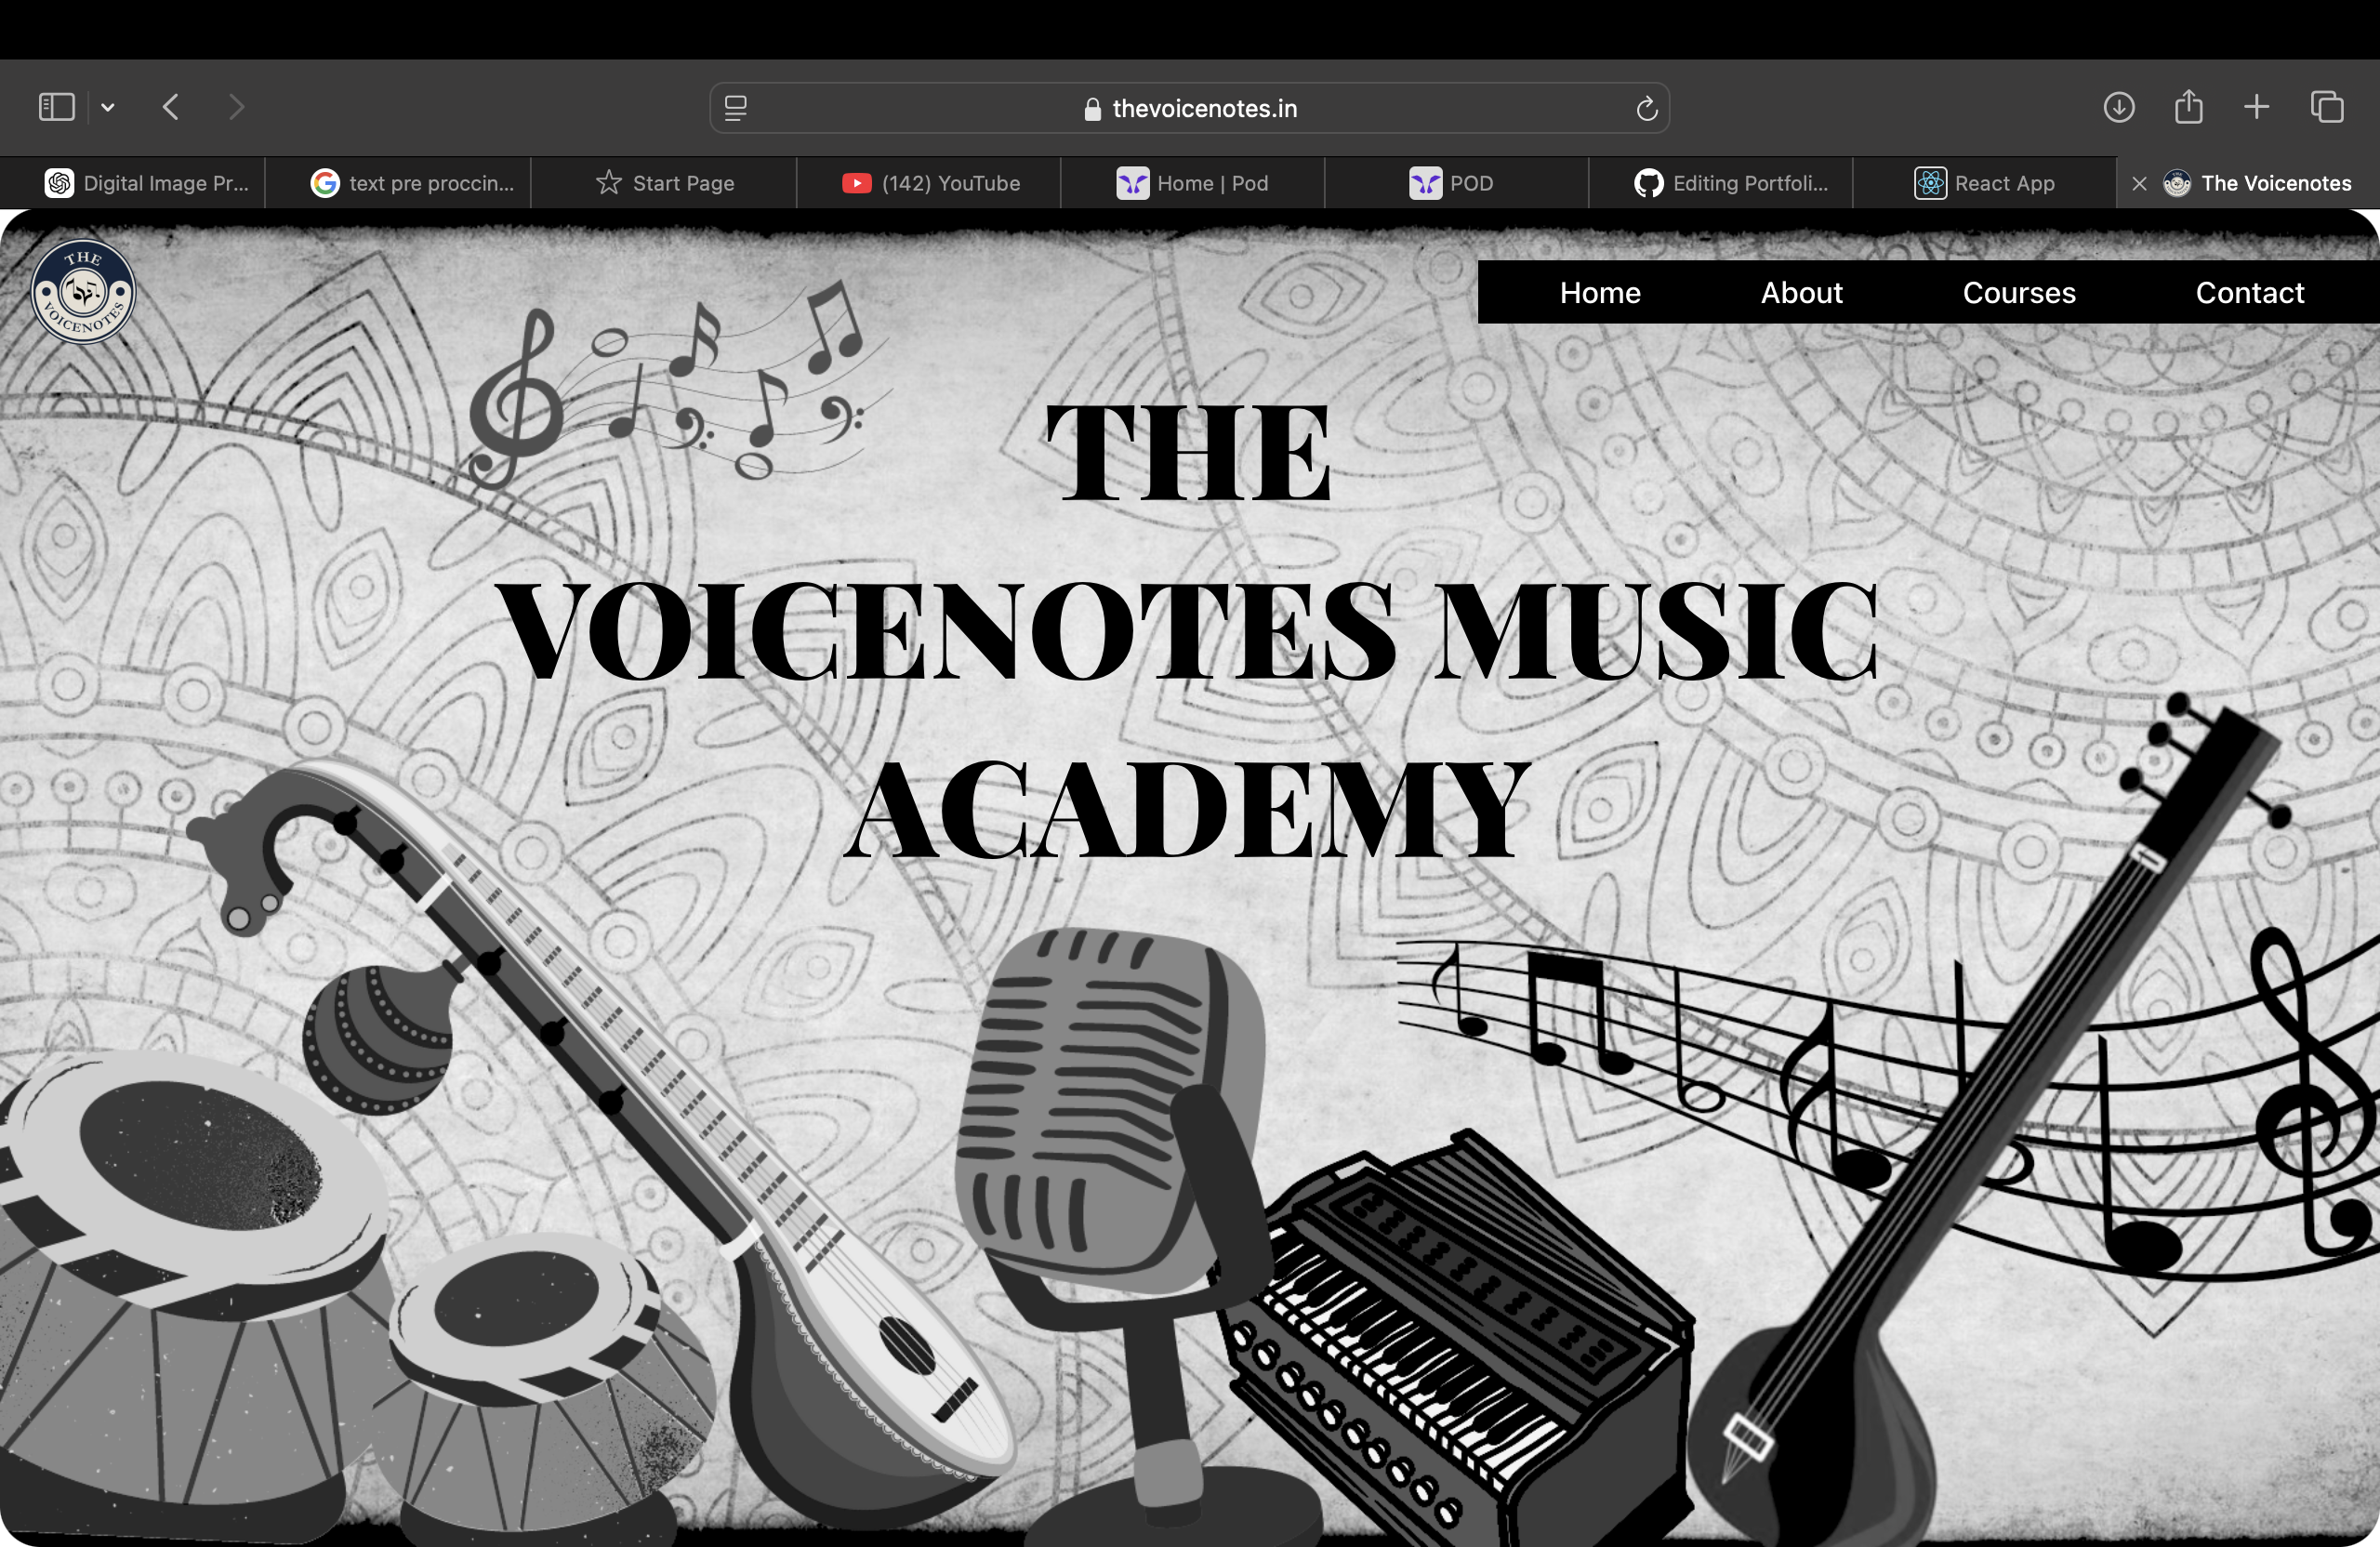 thevoicenotes.in
Digital Image Pr...
text pre proccin...
Start Page
(142) YouTube
Home | Pod
POD
Editing Portfoli...
React App
The Voicenotes
THE
VOICENOTES
Home
About
Courses
Contact
THE
VOICENOTES MUSIC
ACADEMY